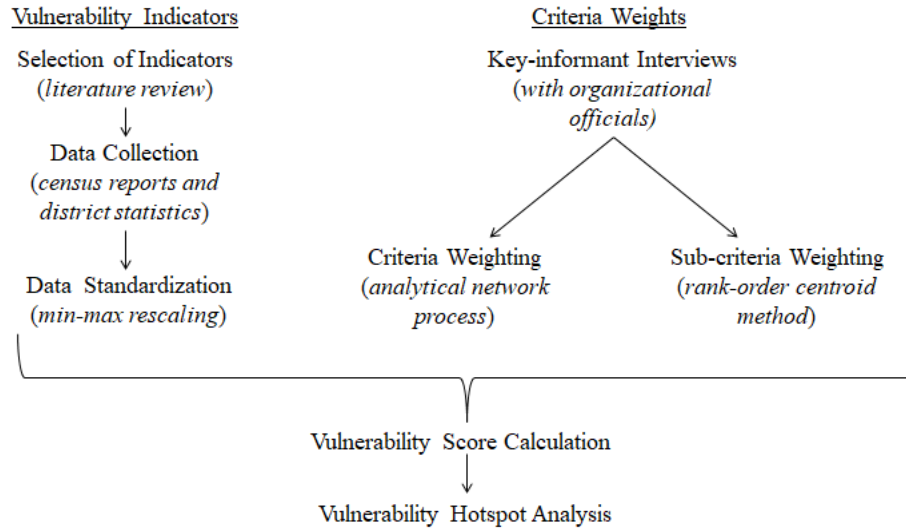 Vulnerability Indicators
Selection of Indicators
(literature review)
Data Collection
(census reports and
district statistics)
Data Standardization
(min-max rescaling)
Criteria Weights
Key-informant Interviews
(with organizational
officials)
Criteria Weighting
(analytical network
process)
Sub-criteria Weighting
(rank-order centroid
method)
Vulnerability Score Calculation
Vulnerability Hotspot Analysis